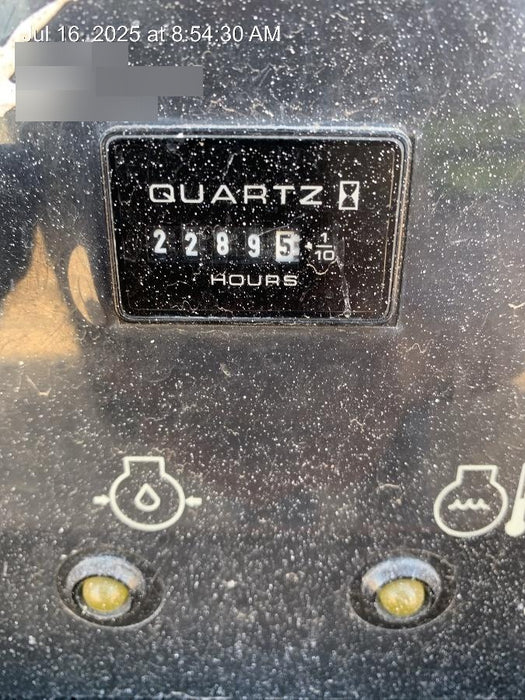 Jul 16, 2025 at 8:54:30 AM
QUARTZ
2 2 8 9 5 1/10
HOURS